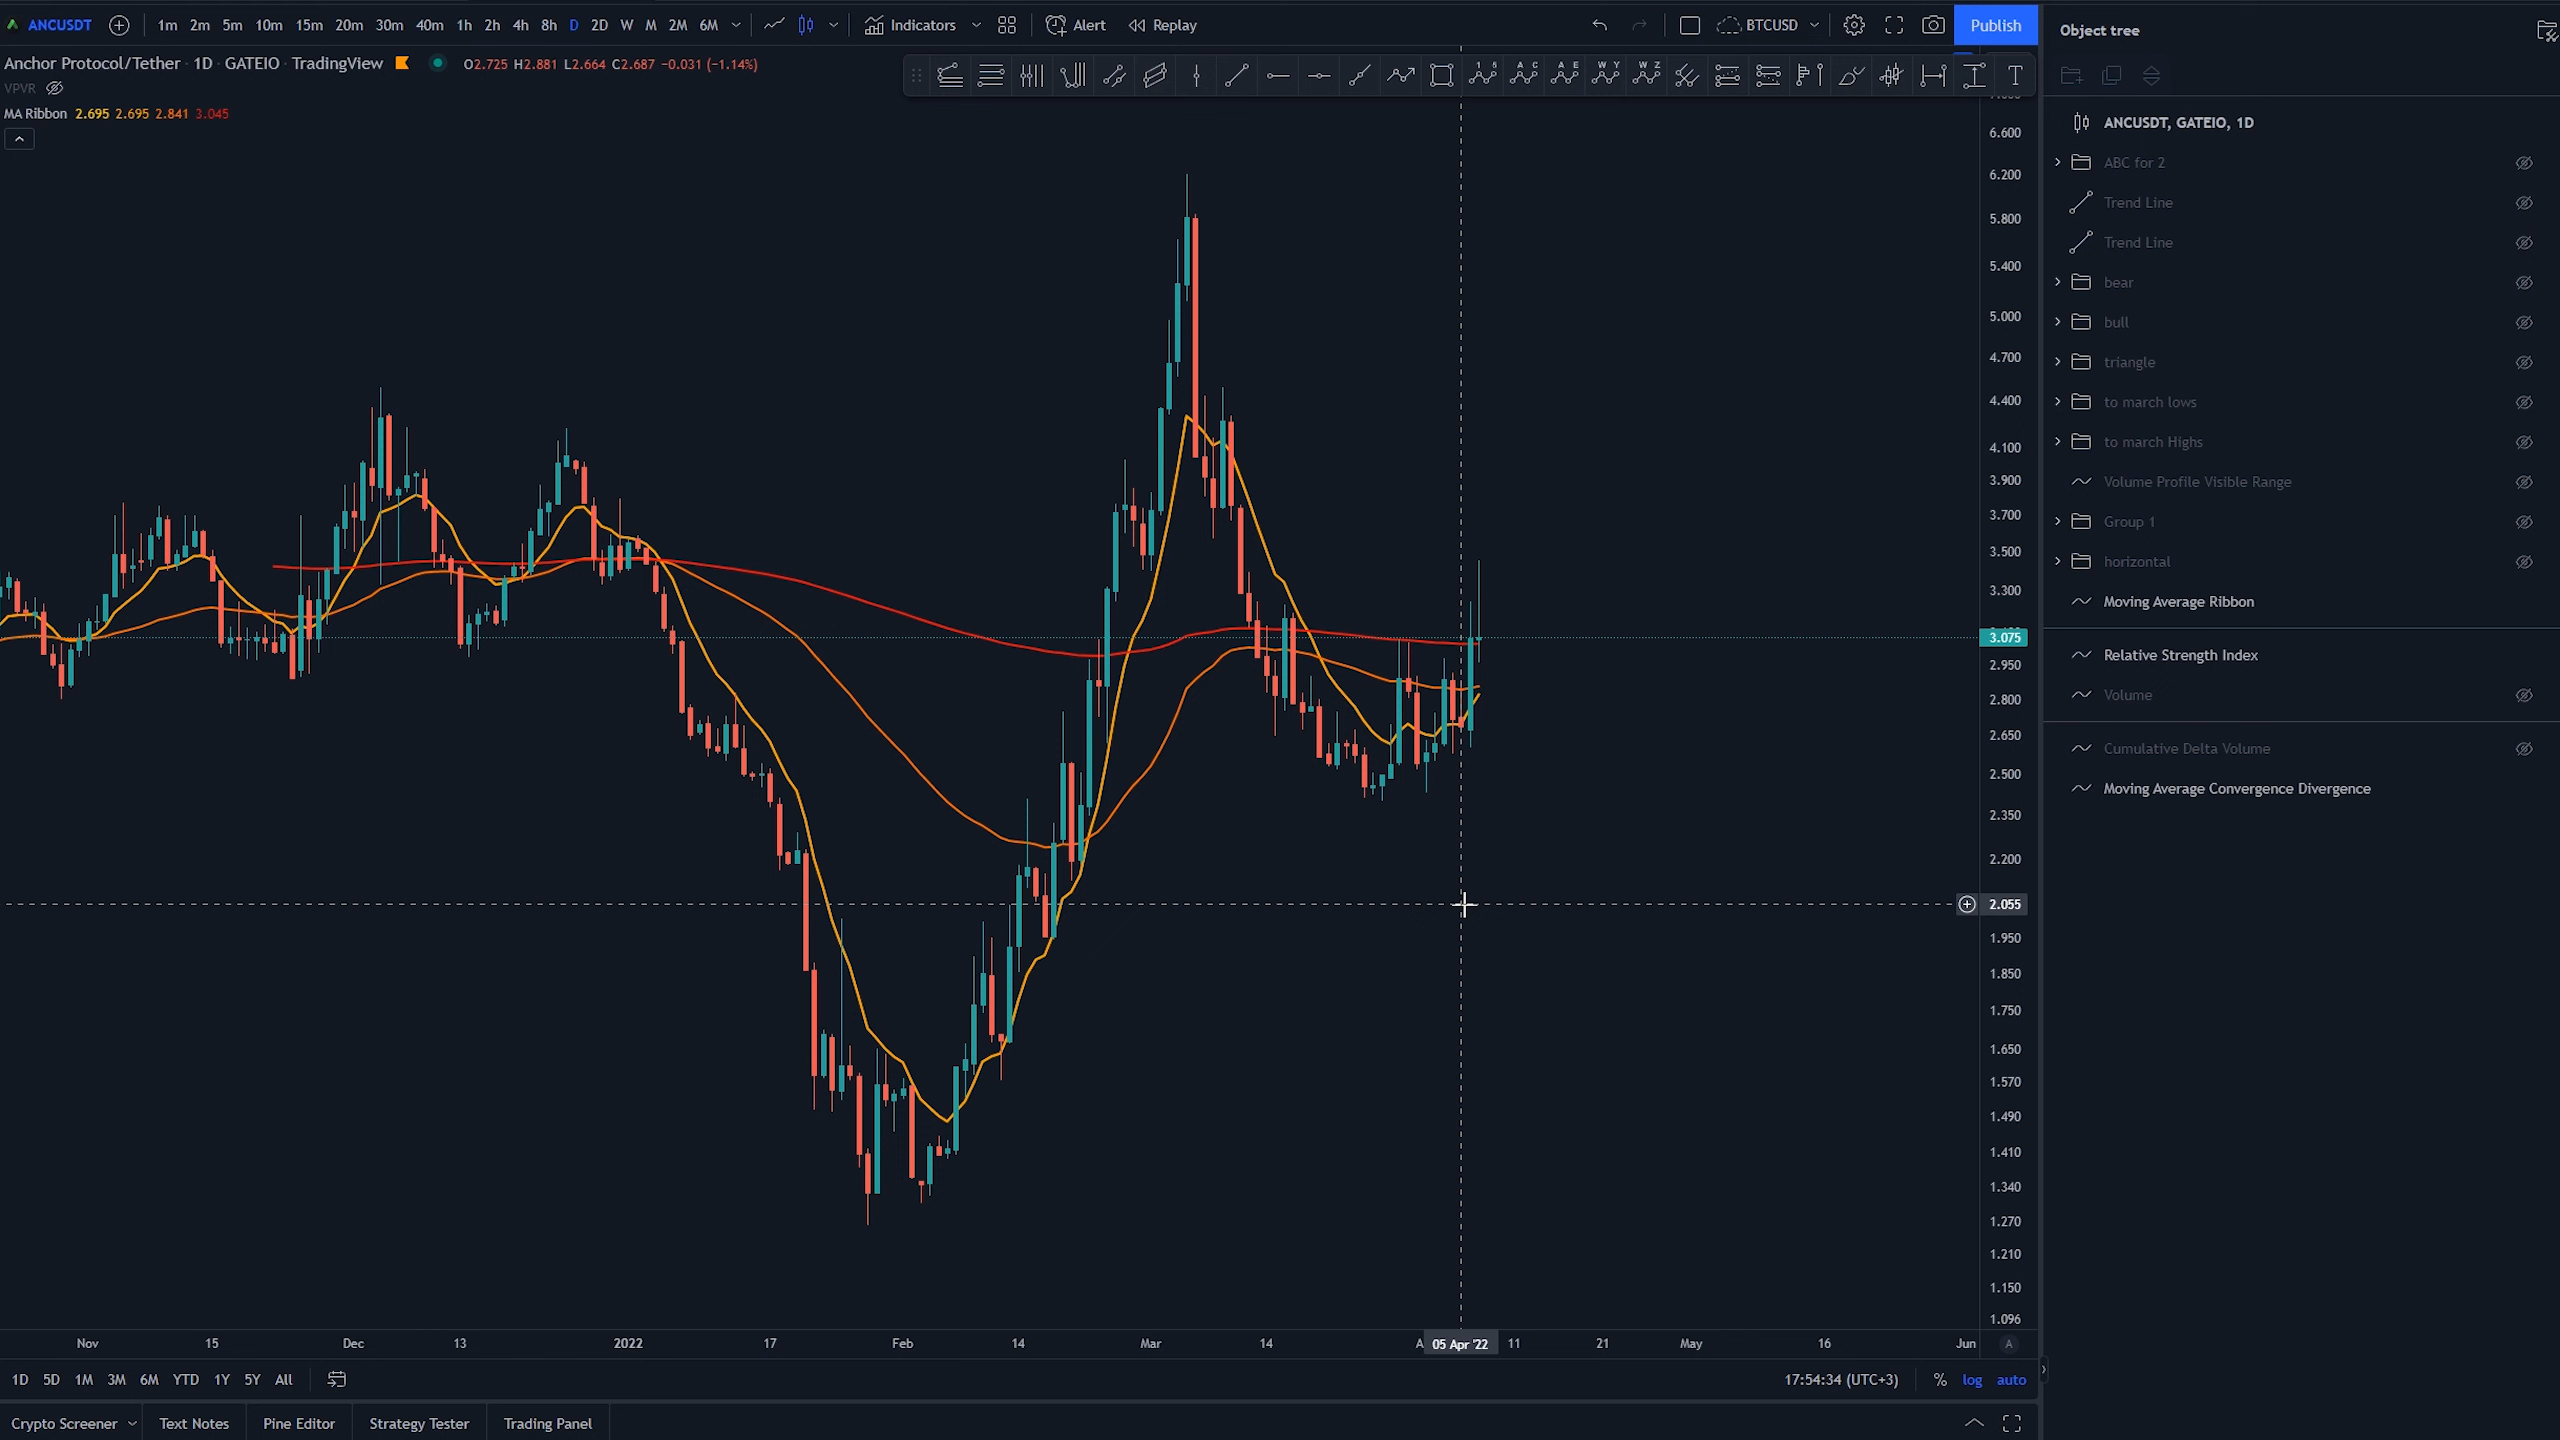 ANCUSDT 1m 2m 5m 10m 15m 20m 30m 40m 1h 2h 4h 8h D 2D W M 2M 6M Indicators Alert Replay BTCUSD Publish
Anchor Protocol/Tether · 1D · GATEIO · TradingView O2.725 H2.881 L2.664 C2.687 −0.031 (−1.14%)
VPVR
MA Ribbon 2.695 2.695 2.841 3.045
6.600
6.200
5.800
5.400
5.000
4.700
4.400
4.100
3.900
3.700
3.500
3.300
3.075
2.950
2.800
2.650
2.500
2.350
2.200
2.055
1.950
1.850
1.750
1.650
1.570
1.490
1.410
1.340
1.270
1.210
1.150
1.096
Nov 15 Dec 13 2022 17 Feb 14 Mar 14 A 05 Apr '22 11 21 May 16 Jun A
1D 5D 1M 3M 6M YTD 1Y 5Y All 17:54:34 (UTC+3) % log auto
Crypto Screener Text Notes Pine Editor Strategy Tester Trading Panel
Object tree
ANCUSDT, GATEIO, 1D
ABC for 2
Trend Line
Trend Line
bear
bull
triangle
to march lows
to march Highs
Volume Profile Visible Range
Group 1
horizontal
Moving Average Ribbon
Relative Strength Index
Volume
Cumulative Delta Volume
Moving Average Convergence Divergence